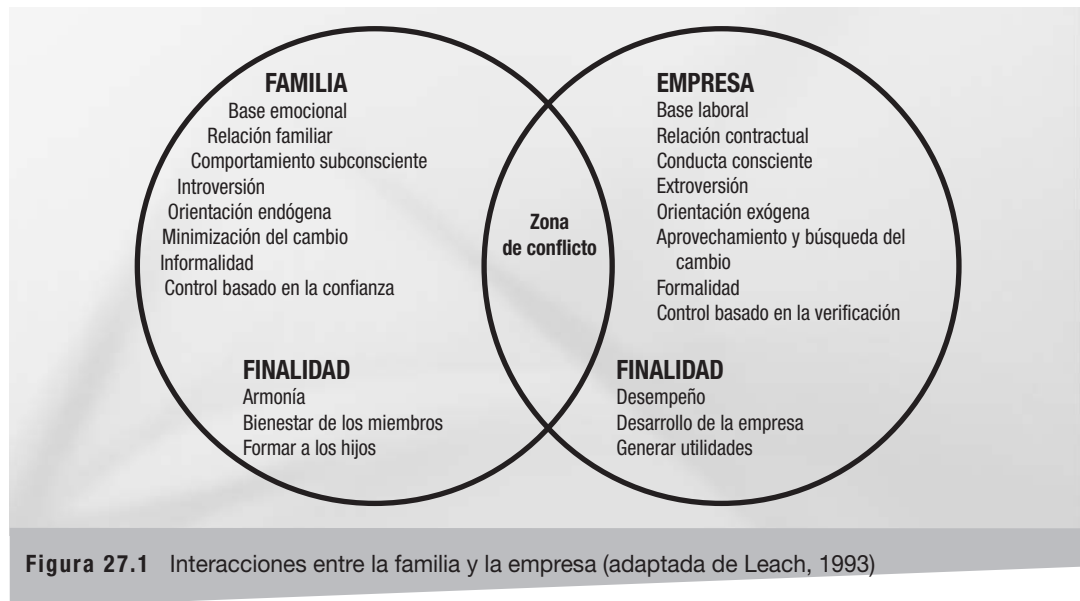 FAMILIA
Base emocional
Relación familiar
Comportamiento subconsciente
Introversión
Orientación endógena
Minimización del cambio
Informalidad
Control basado en la confianza
FINALIDAD
Armonía
Bienestar de los miembros
Formar a los hijos
Zona
de conflicto
EMPRESA
Base laboral
Relación contractual
Conducta consciente
Extroversión
Orientación exógena
Aprovechamiento y búsqueda del
cambio
Formalidad
Control basado en la verificación
FINALIDAD
Desempeño
Desarrollo de la empresa
Generar utilidades
Figura 27.1 Interacciones entre la familia y la empresa (adaptada de Leach, 1993)